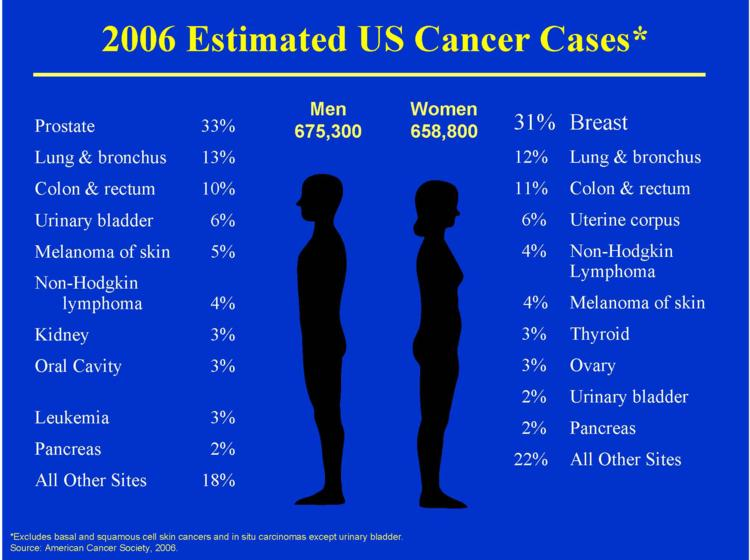 2006 Estimated US Cancer Cases*
Men
675,300
Women
658,800
Prostate 33%
Lung & bronchus 13%
Colon & rectum 10%
Urinary bladder 6%
Melanoma of skin 5%
Non-Hodgkin
lymphoma 4%
Kidney 3%
Oral Cavity 3%
Leukemia 3%
Pancreas 2%
All Other Sites 18%
31% Breast
12% Lung & bronchus
11% Colon & rectum
6% Uterine corpus
4% Non-Hodgkin
Lymphoma
4% Melanoma of skin
3% Thyroid
3% Ovary
2% Urinary bladder
2% Pancreas
22% All Other Sites
*Excludes basal and squamous cell skin cancers and in situ carcinomas except urinary bladder.
Source: American Cancer Society, 2006.